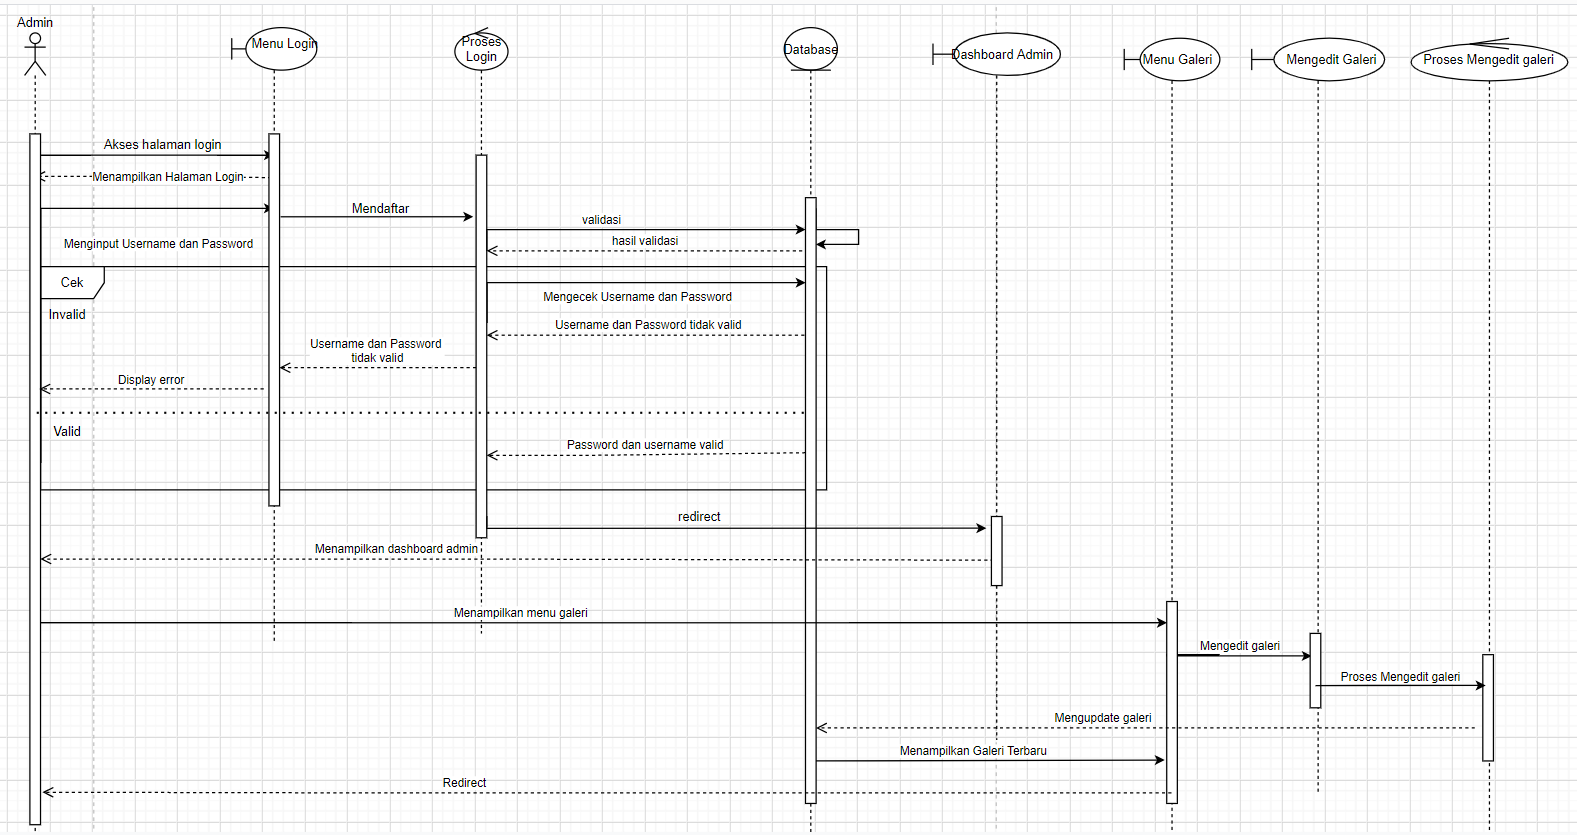 Admin
Menu Login
Proses
Login
Database
Dashboard Admin
Menu Galeri
Mengedit Galeri
Proses Mengedit galeri
Akses halaman login
Menampilkan Halaman Login
Mendaftar
validasi
hasil validasi
Menginput Username dan Password
Cek
Mengecek Username dan Password
Invalid
Username dan Password tidak valid
Username dan Password
tidak valid
Display error
Valid
Password dan username valid
redirect
Menampilkan dashboard admin
Menampilkan menu galeri
Mengedit galeri
Proses Mengedit galeri
Mengupdate galeri
Menampilkan Galeri Terbaru
Redirect